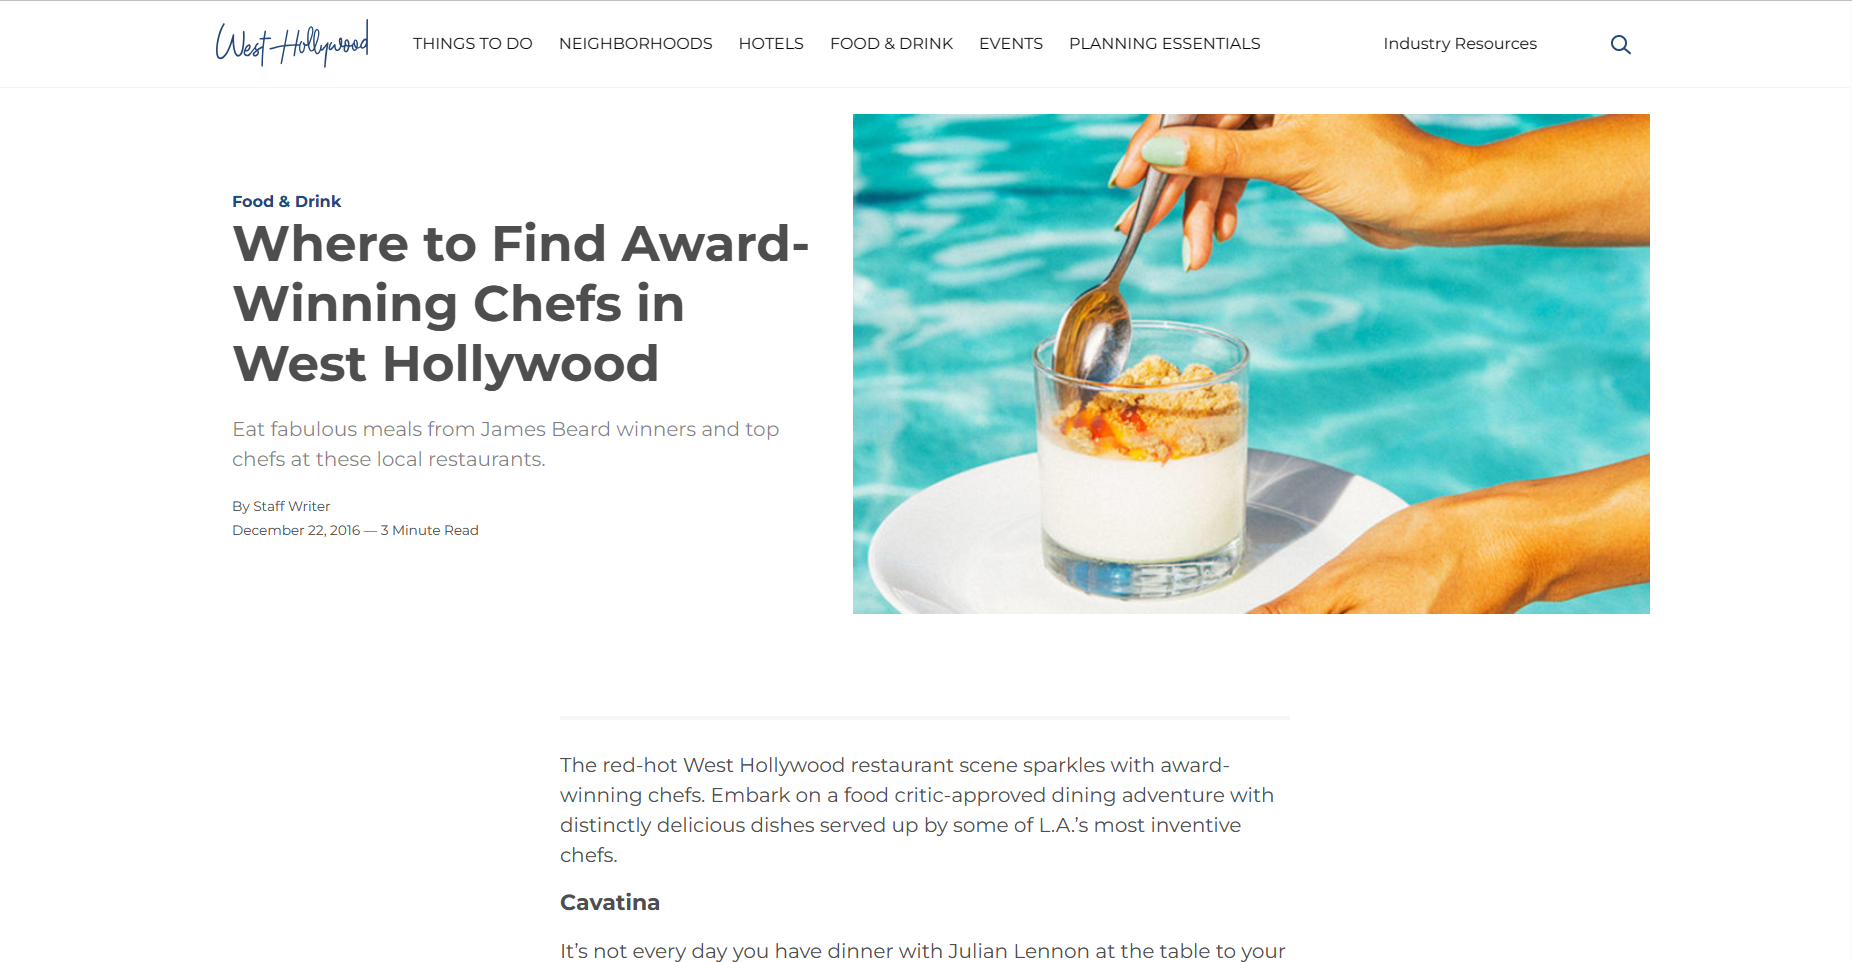 West Hollywood
THINGS TO DO
NEIGHBORHOODS
HOTELS
FOOD & DRINK
EVENTS
PLANNING ESSENTIALS
Industry Resources
Food & Drink
Where to Find Award-
Winning Chefs in
West Hollywood
Eat fabulous meals from James Beard winners and top
chefs at these local restaurants.
By Staff Writer
December 22, 2016 — 3 Minute Read
The red-hot West Hollywood restaurant scene sparkles with award-
winning chefs. Embark on a food critic-approved dining adventure with
distinctly delicious dishes served up by some of L.A.’s most inventive
chefs.
Cavatina
It’s not every day you have dinner with Julian Lennon at the table to your